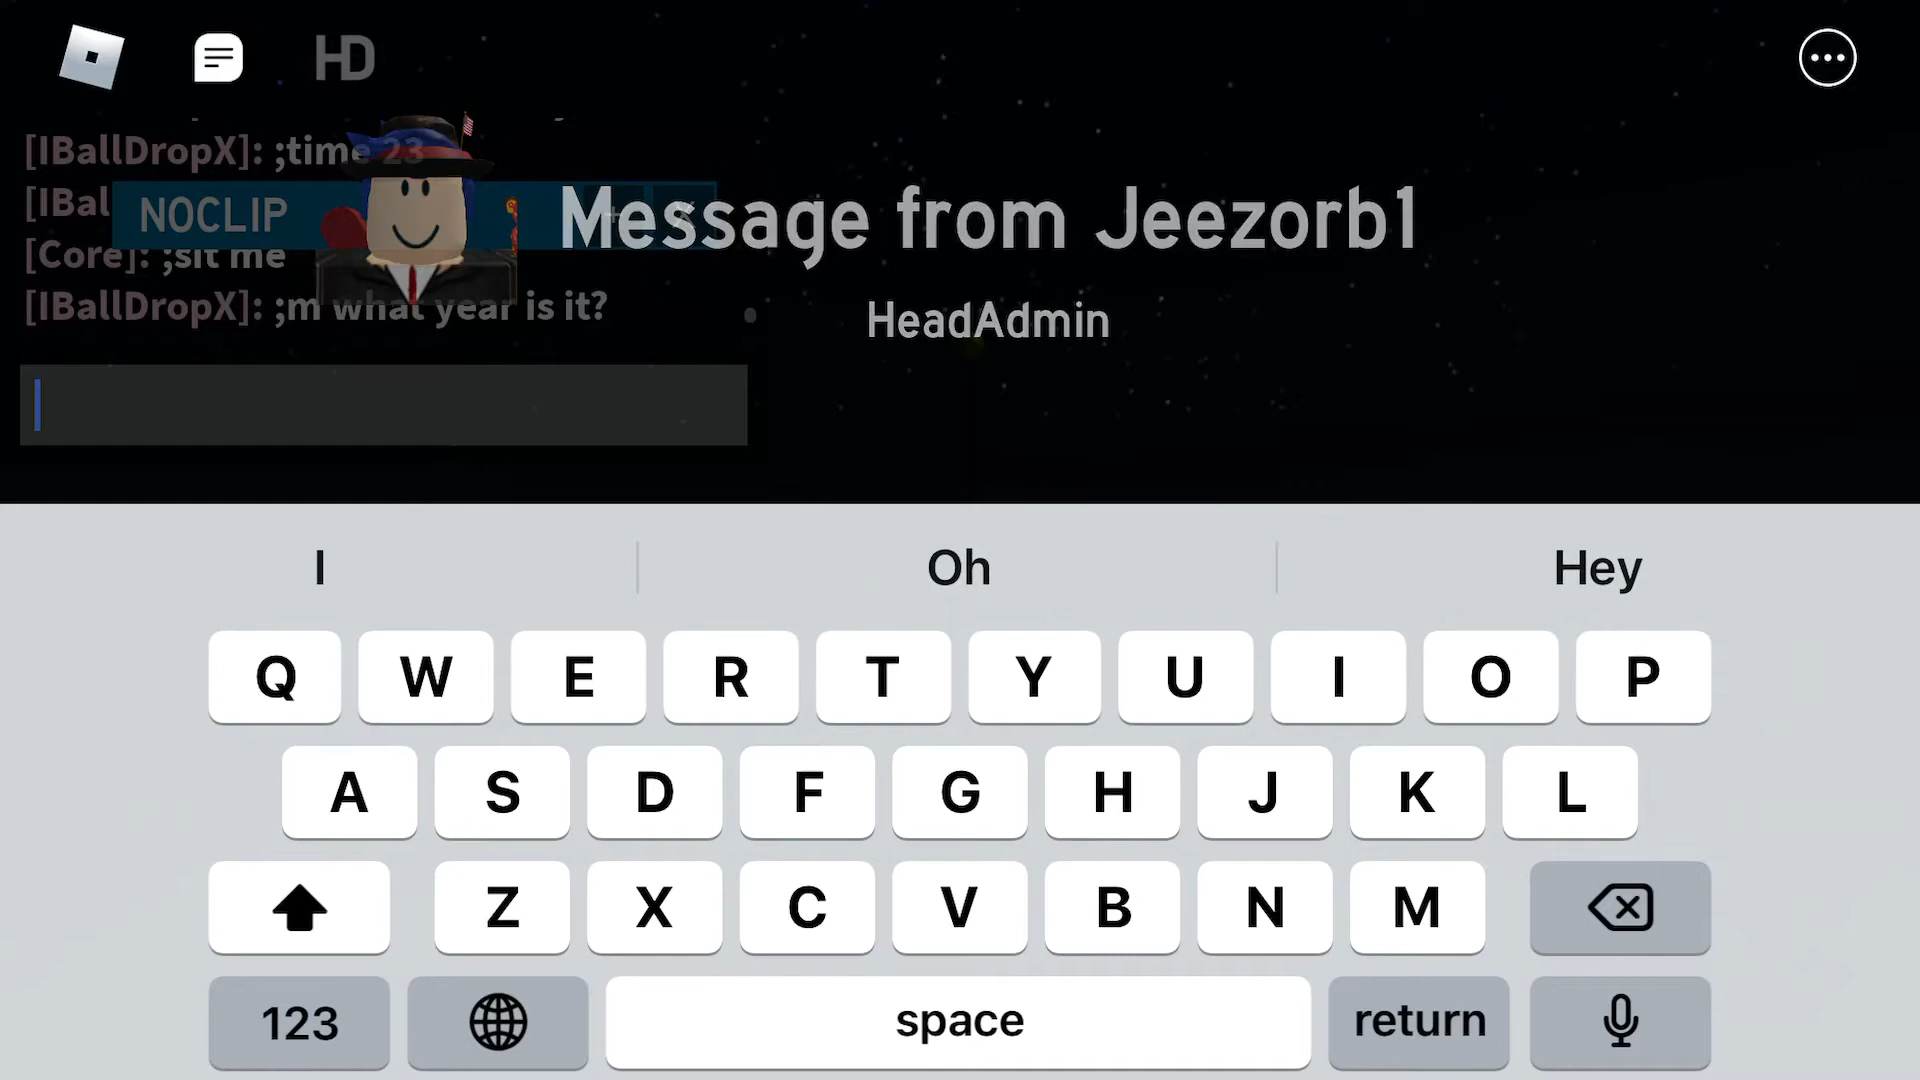 HD
[IBallDropX]: ;time 23
[IBal
NOCLIP
Message from Jeezorb1
[Core]: ;sit me
[IBallDropX]: ;m what year is it?
HeadAdmin
I Oh Hey
Q W E R T Y U I O P
A S D F G H J K L
Z X C V B N M
123 space return